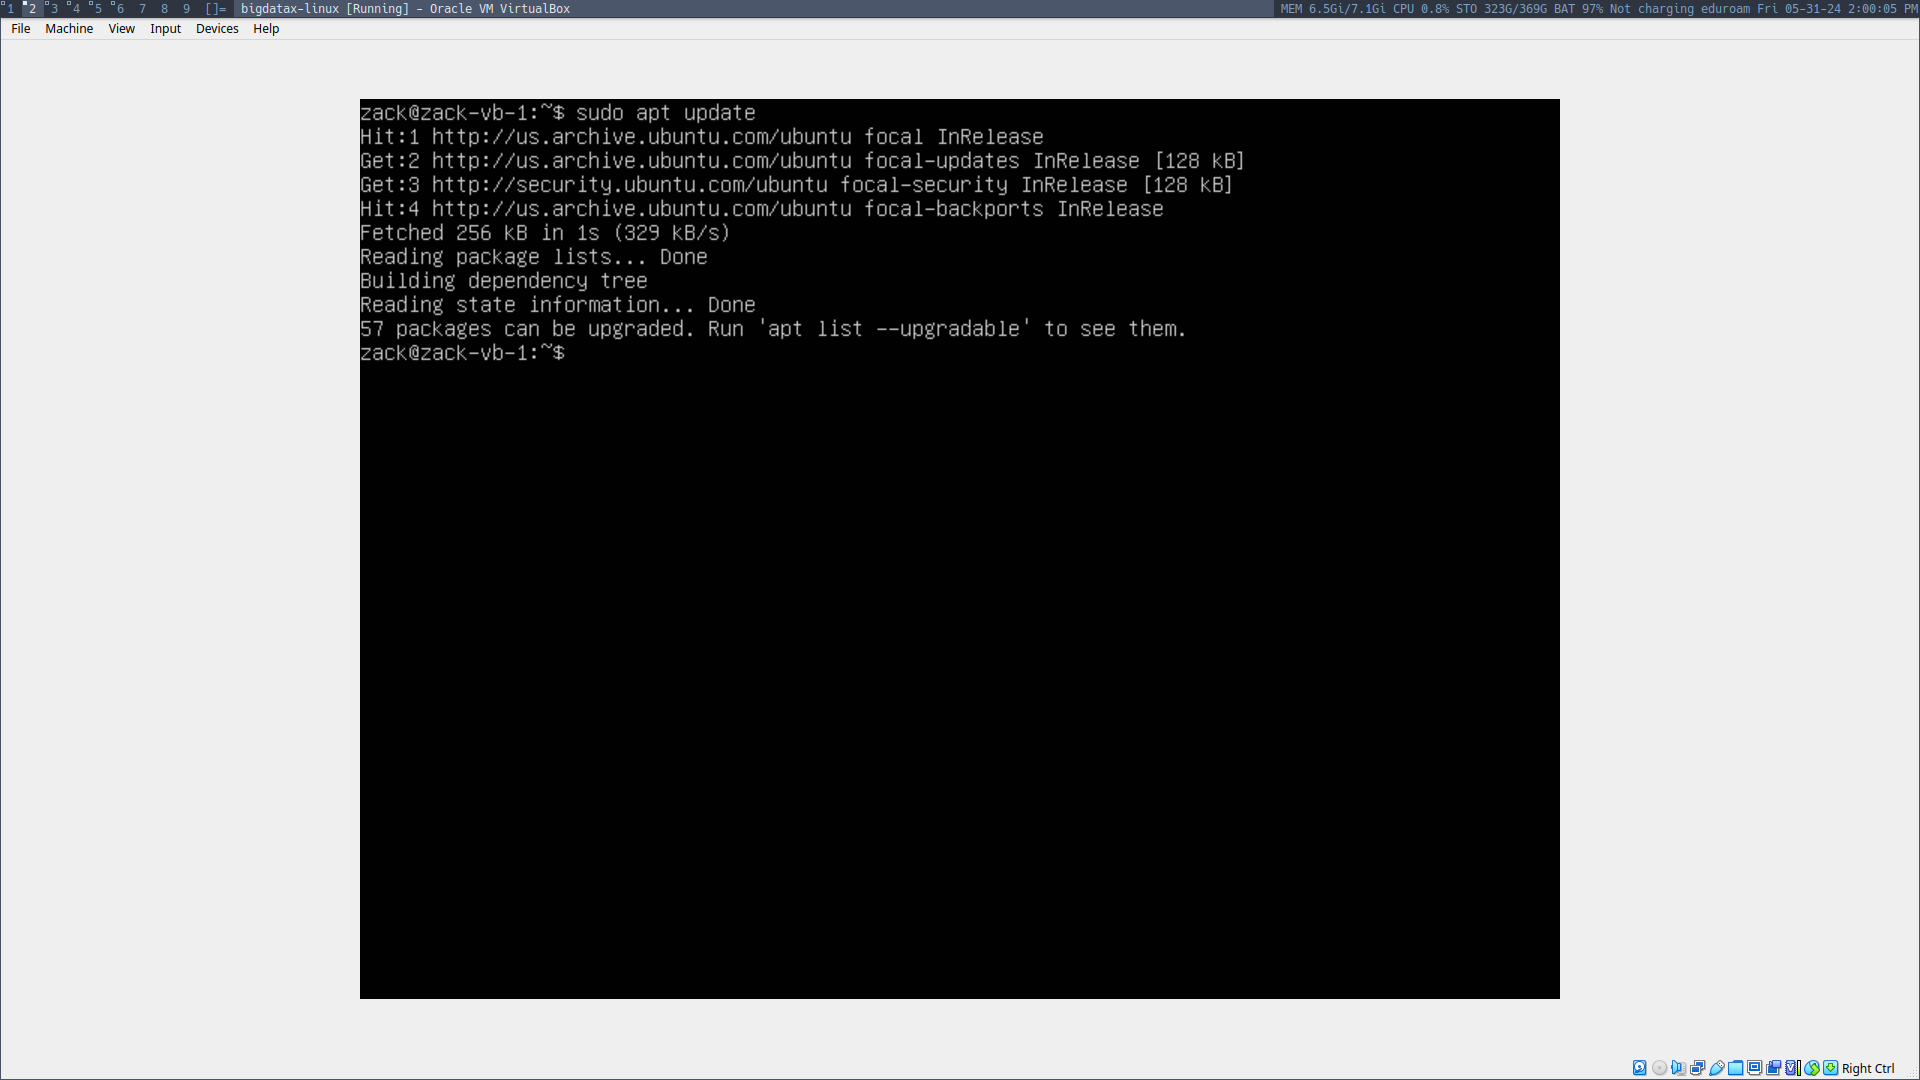 1 2 3 4 5 6 7 8 9 []= bigdatax-linux [Running] - Oracle VM VirtualBox MEM 6.5Gi/7.1Gi CPU 0.8% STO 323G/369G BAT 97% Not charging eduroam Fri 05-31-24 2:00:05 PM
File Machine View Input Devices Help
zack@zack-vb-1:~$ sudo apt update
Hit:1 http://us.archive.ubuntu.com/ubuntu focal InRelease
Get:2 http://us.archive.ubuntu.com/ubuntu focal-updates InRelease [128 kB]
Get:3 http://security.ubuntu.com/ubuntu focal-security InRelease [128 kB]
Hit:4 http://us.archive.ubuntu.com/ubuntu focal-backports InRelease
Fetched 256 kB in 1s (329 kB/s)
Reading package lists... Done
Building dependency tree
Reading state information... Done
57 packages can be upgraded. Run 'apt list --upgradable' to see them.
zack@zack-vb-1:~$
Right Ctrl